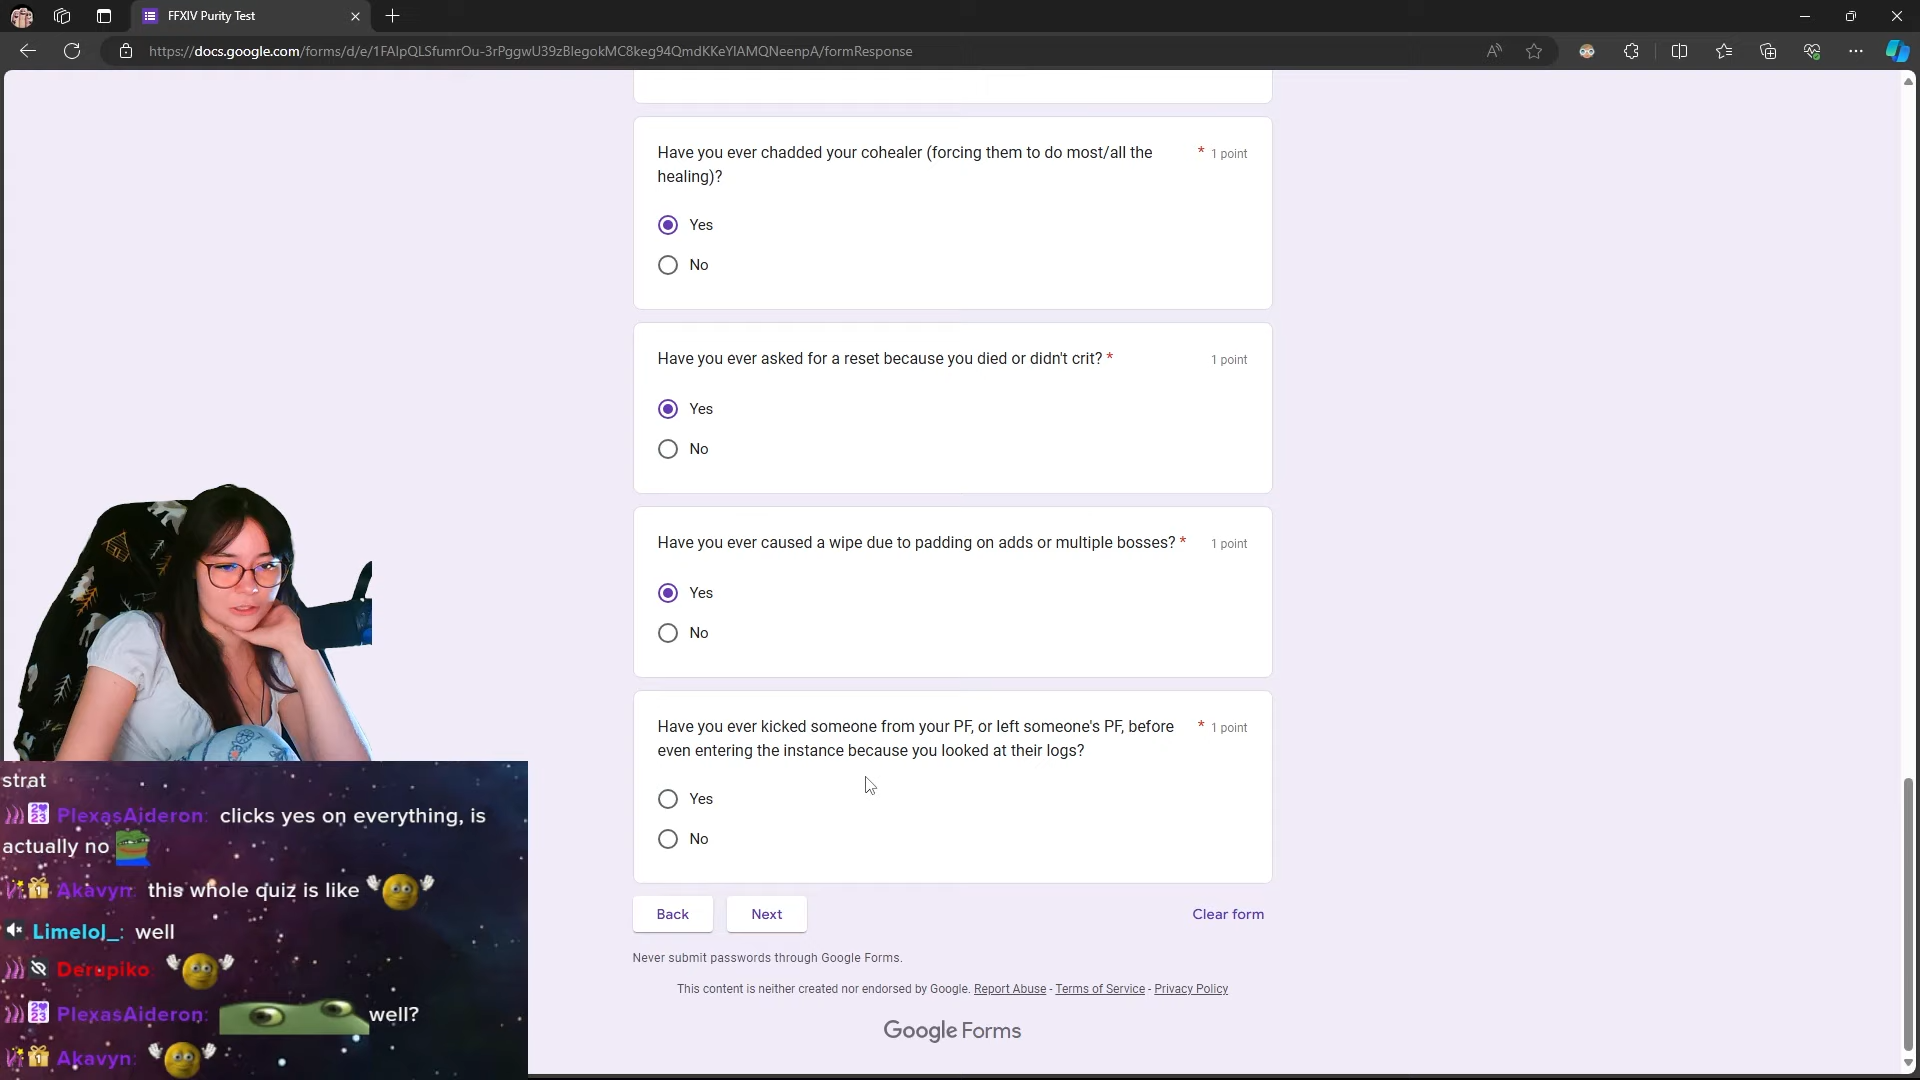 FFXIV Purity Test
https://docs.google.com/forms/d/e/1FAIpQLSfumrOu-3rPggwU39zBlegokMC8keg94QmdKKeYIAMQNeenpA/formResponse
Have you ever chadded your cohealer (forcing them to do most/all the * 1 point
healing)?
Yes
No
Have you ever asked for a reset because you died or didn't crit? * 1 point
Yes
No
Have you ever caused a wipe due to padding on adds or multiple bosses? * 1 point
Yes
No
Have you ever kicked someone from your PF, or left someone's PF, before * 1 point
even entering the instance because you looked at their logs?
Yes
No
Back Next Clear form
Never submit passwords through Google Forms.
This content is neither created nor endorsed by Google. Report Abuse - Terms of Service - Privacy Policy
Google Forms
strat
PlexasAideron: clicks yes on everything, is
actually no
Akavyn: this whole quiz is like
Limeloj_: well
Derupiko:
PlexasAideron: well?
Akavyn: